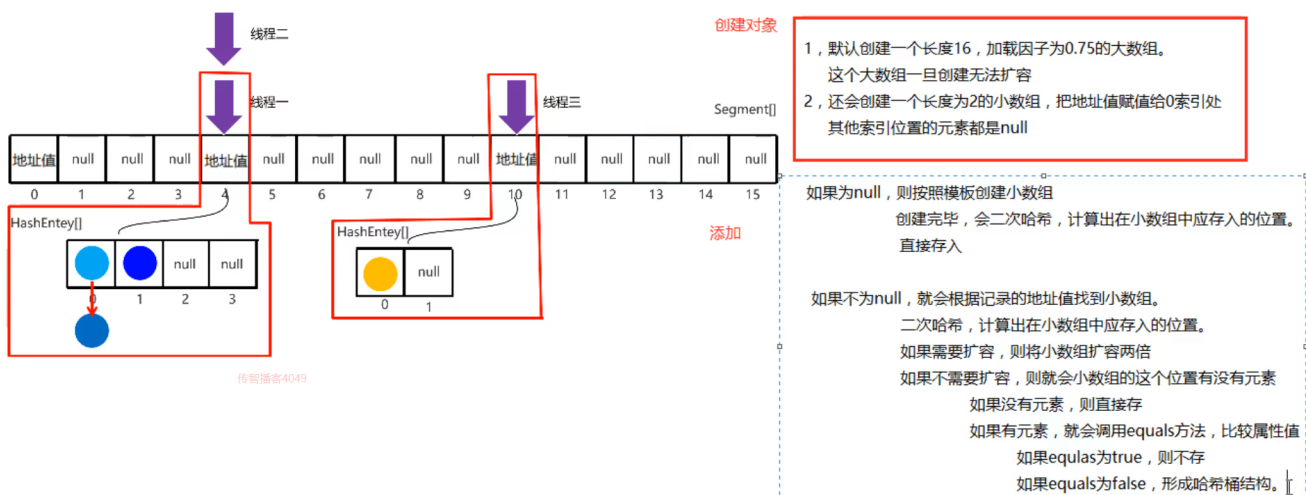 线程二
创建对象
1，默认创建一个长度16，加载因子为0.75的大数组。
这个大数组一旦创建无法扩容
2，还会创建一个长度为2的小数组，把地址值赋值给0索引处
其他索引位置的元素都是null
线程一
线程三
Segment[]
地址值 null null null 地址值 null null null null null 地址值 null null null null null
0 1 2 3 4 5 6 7 8 9 10 11 12 13 14 15
HashEntey[]
null null
0 1 2 3
HashEntey[]
null
0 1
传智播客4049
添加
如果为null，则按照模板创建小数组
创建完毕，会二次哈希，计算出在小数组中应存入的位置。
直接存入
如果不为null，就会根据记录的地址值找到小数组。
二次哈希，计算出在小数组中应存入的位置。
如果需要扩容，则将小数组扩容两倍
如果不需要扩容，则就会小数组的这个位置有没有元素
如果没有元素，则直接存
如果有元素，就会调用equals方法，比较属性值
如果equlas为true，则不存
如果equals为false，形成哈希桶结构。